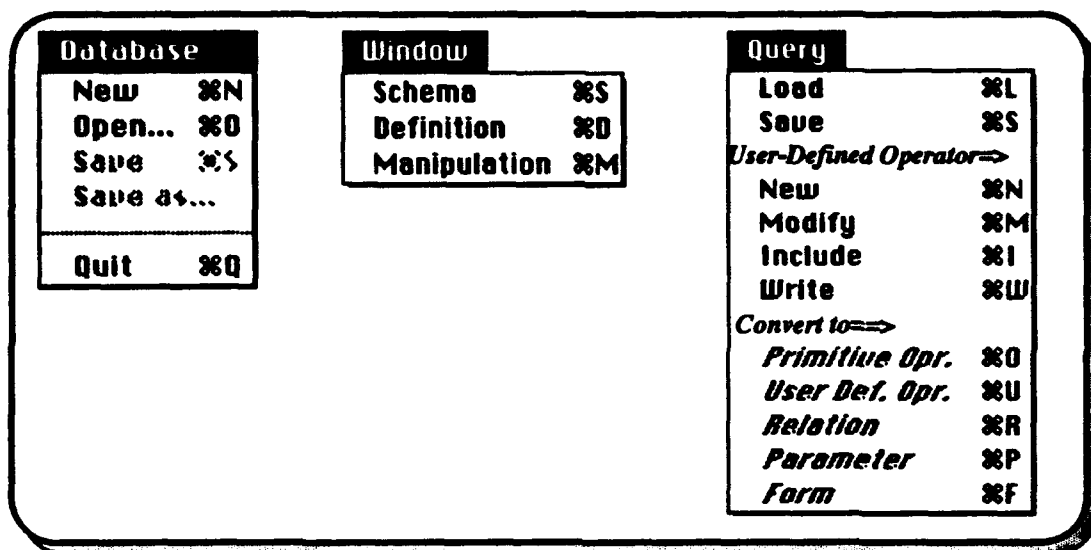 Database
New ⌘N
Open... ⌘O
Save ⌘S
Save as...
Quit ⌘Q
Window
Schema ⌘S
Definition ⌘D
Manipulation ⌘M
Query
Load ⌘L
Save ⌘S
User-Defined Operator=>
New ⌘N
Modify ⌘M
Include ⌘I
Write ⌘W
Convert to==>
Primitive Opr. ⌘O
User Def. Opr. ⌘U
Relation ⌘R
Parameter ⌘P
Form ⌘F